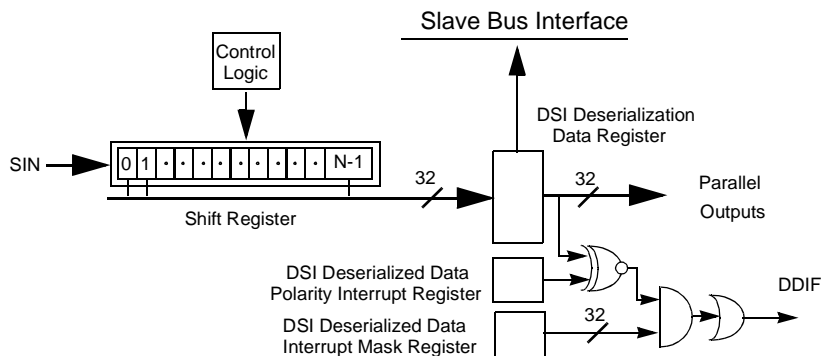 Slave Bus Interface
Control
Logic
DSI Deserialization
Data Register
SIN
0 1 · · · · · · · · · N-1
32
32
Parallel
Outputs
Shift Register
DSI Deserialized Data
Polarity Interrupt Register
DDIF
DSI Deserialized Data
Interrupt Mask Register
32